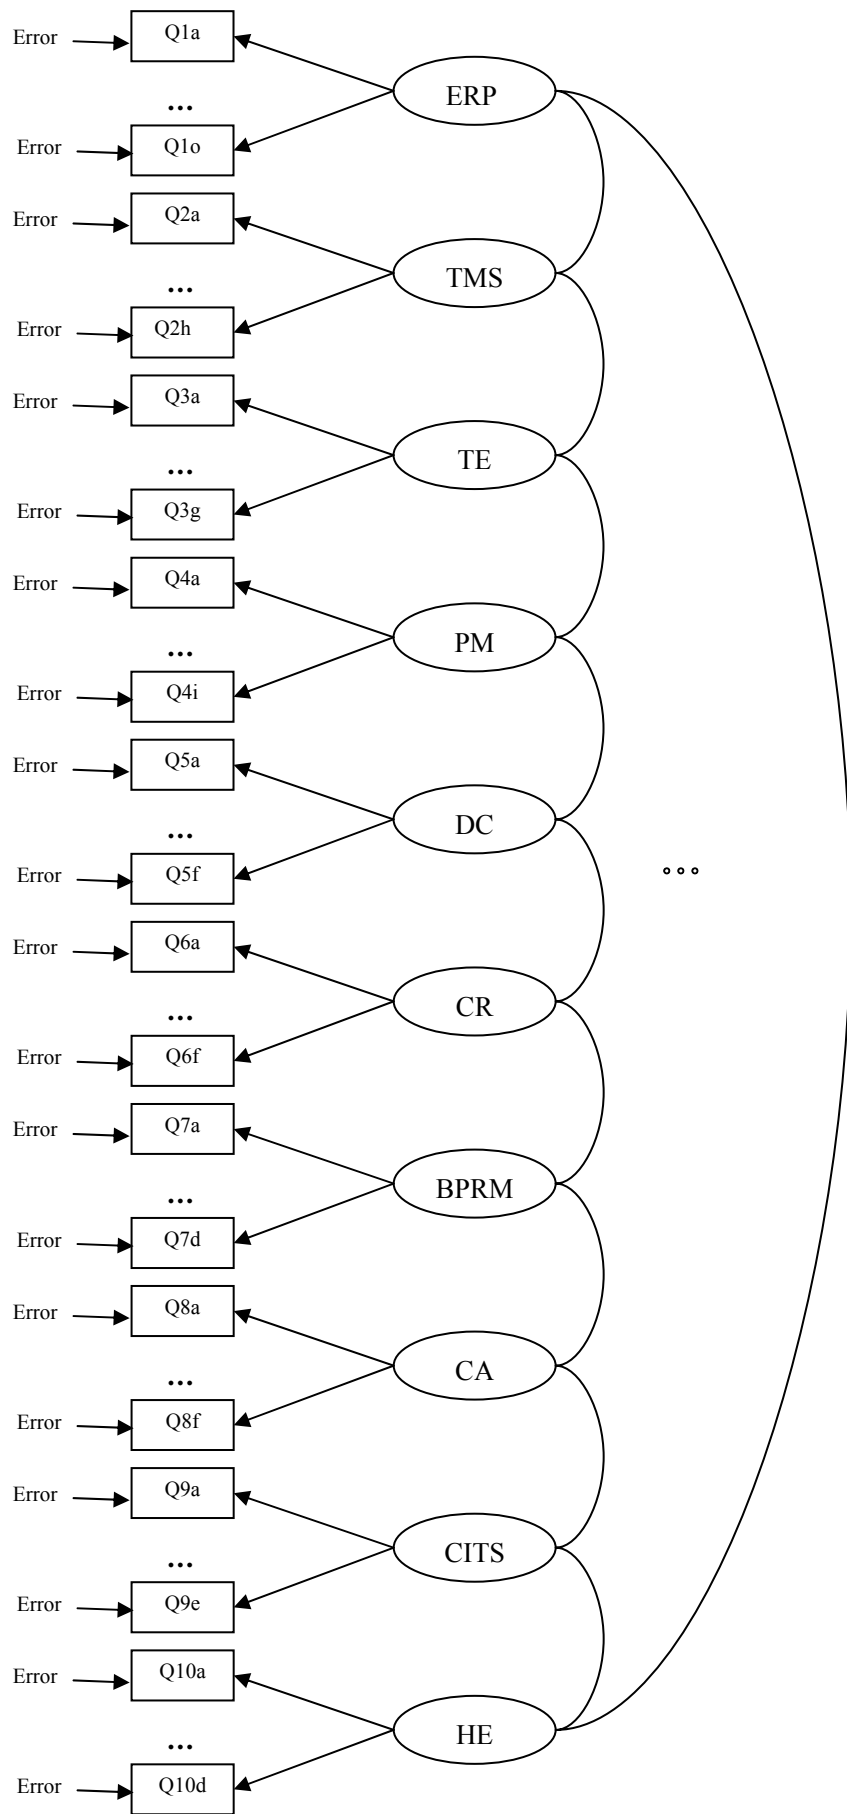 Error Q1a
ERP
...
Error Q1o
Error Q2a
TMS
...
Error Q2h
Error Q3a
TE
...
Error Q3g
Error Q4a
PM
...
Error Q4i
Error Q5a
DC
...
Error Q5f
°°°
Error Q6a
CR
...
Error Q6f
Error Q7a
BPRM
...
Error Q7d
Error Q8a
CA
...
Error Q8f
Error Q9a
CITS
...
Error Q9e
Error Q10a
HE
...
Error Q10d